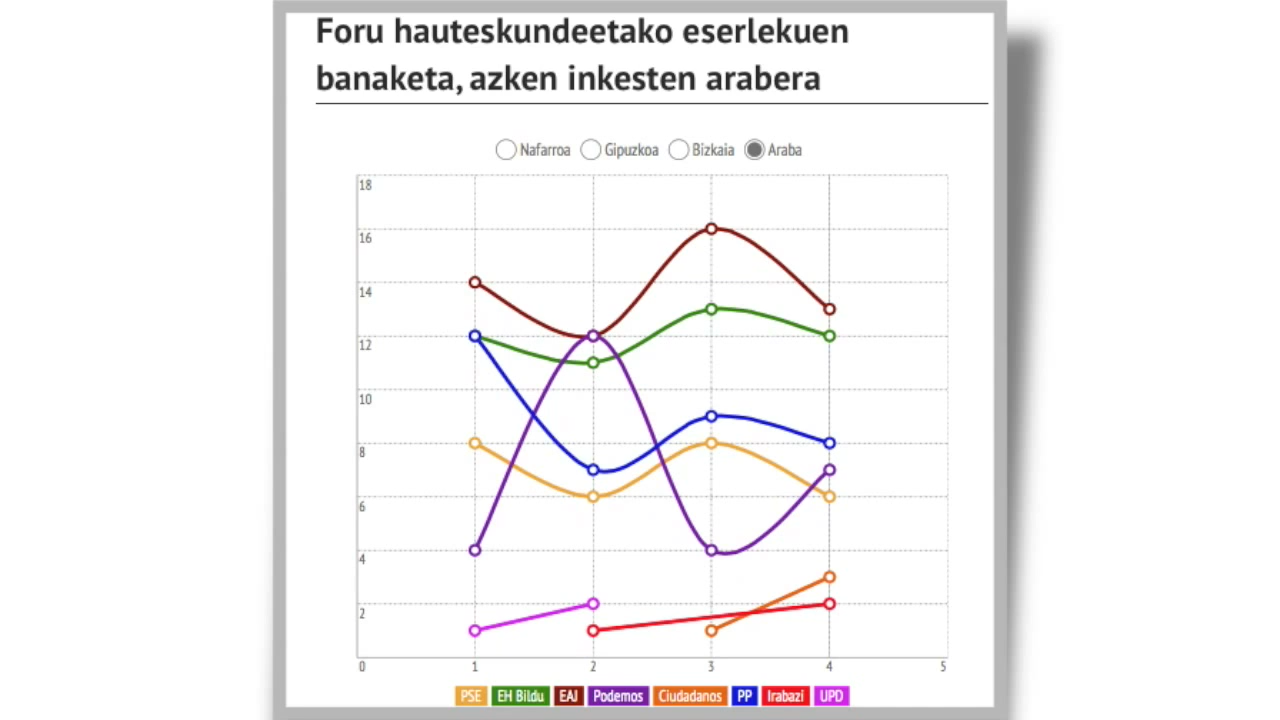 Foru hauteskundeetako eserlekuen
banaketa, azken inkesten arabera
Nafarroa Gipuzkoa Bizkaia Araba
18
16
14
12
10
8
6
4
2
0 1 2 3 4 5
PSE EH Bildu EAJ Podemos Ciudadanos PP Irabazi UPD